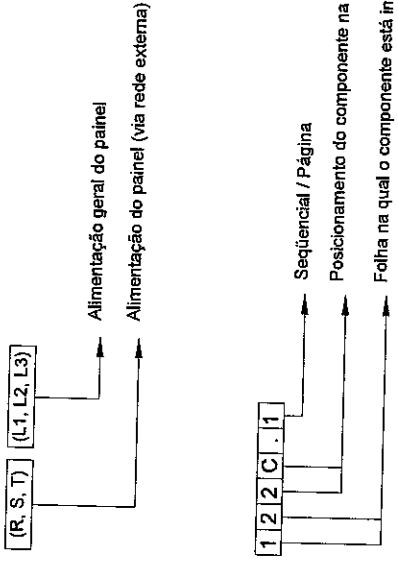 (R, S, T) (L1, L2, L3)
Alimentação geral do painel
Alimentação do painel (via rede externa)
1 2 2 2 C . 1
Seqüencial / Página
Posicionamento do componente na
Folha na qual o componente está